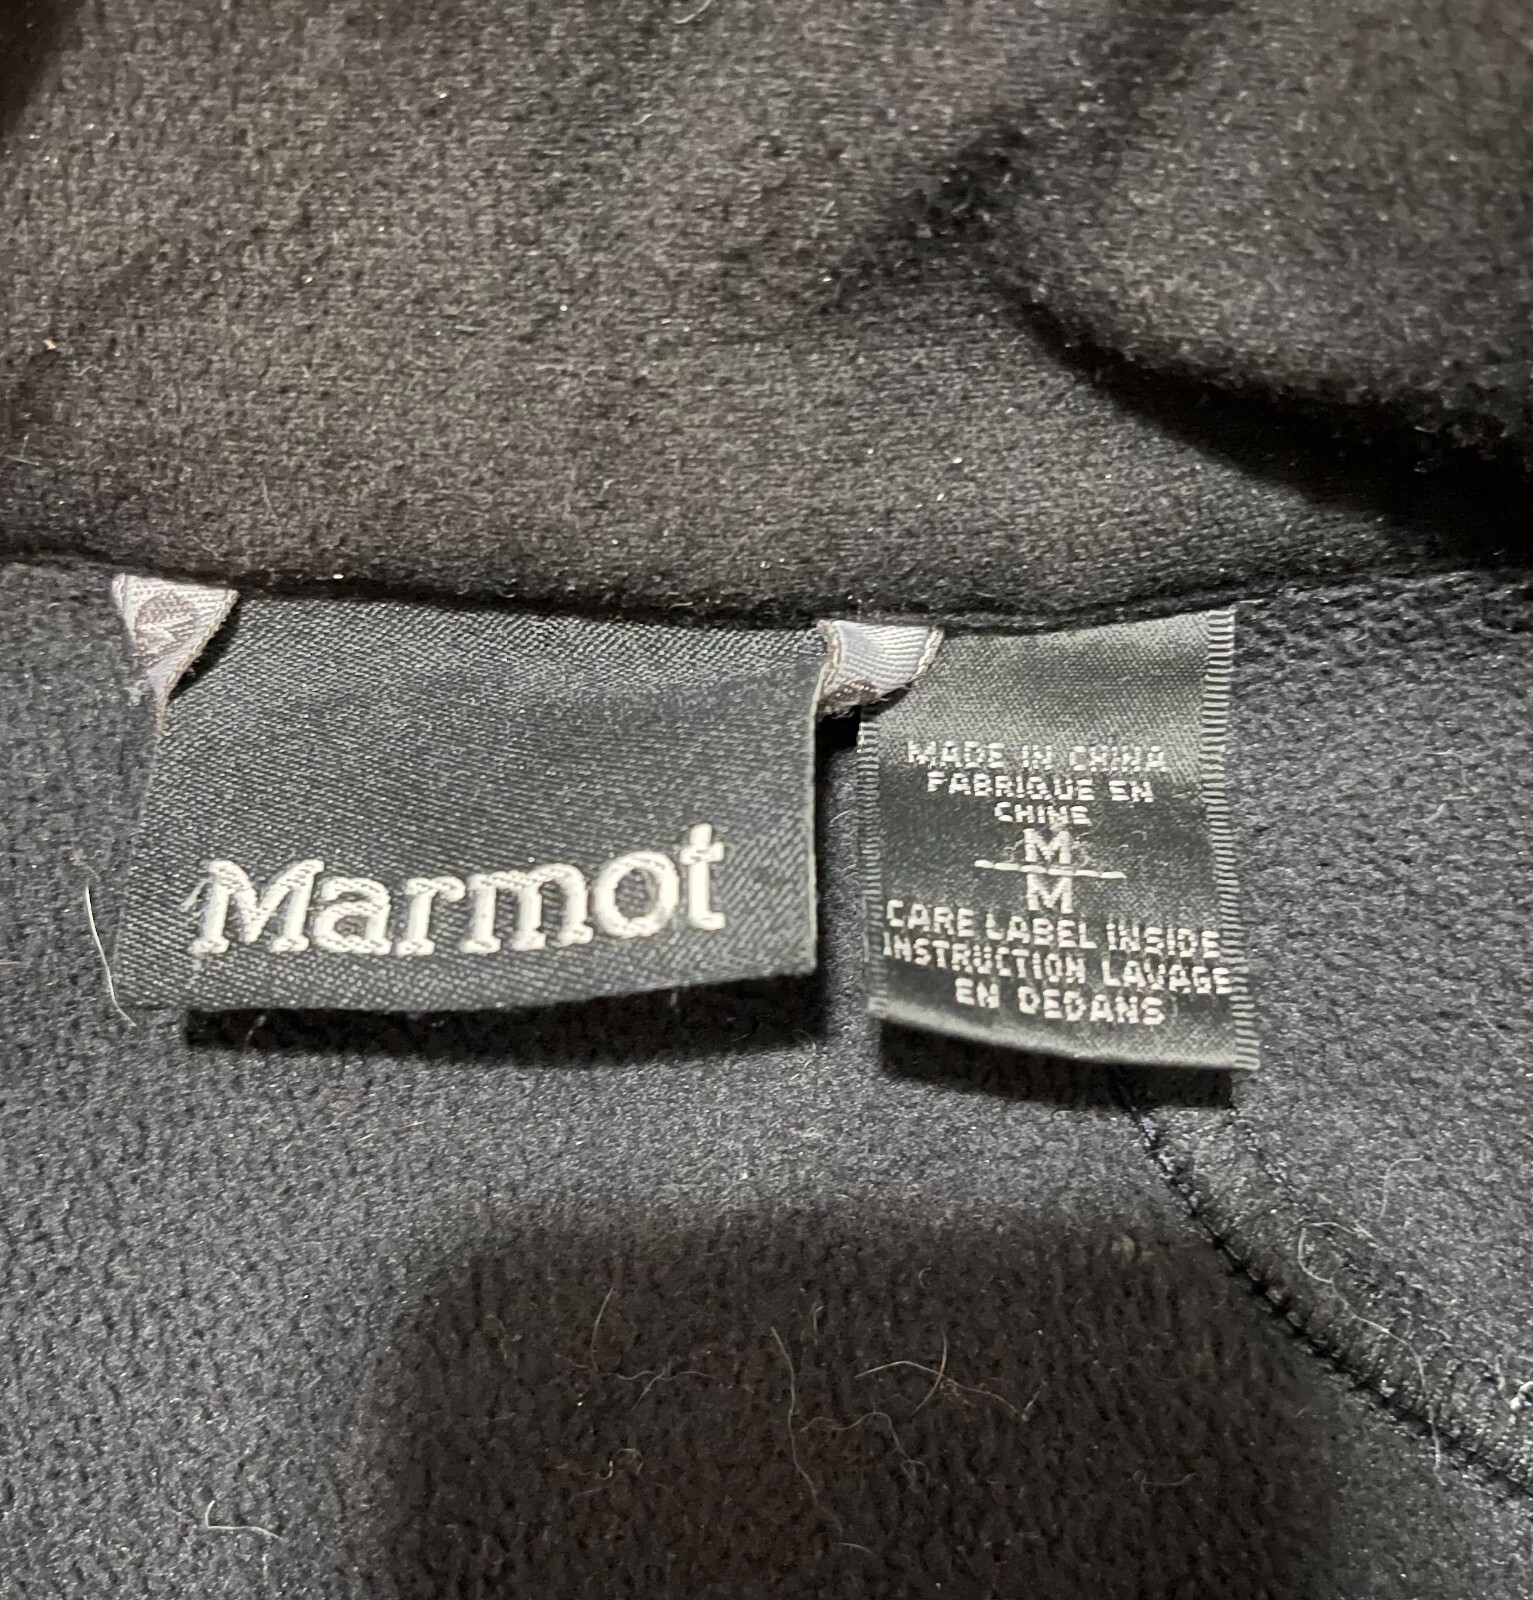 Marmot
MADE IN CHINA
FABRIQUE EN
CHINE
M
M
CARE LABEL INSIDE
INSTRUCTION LAVAGE
EN DEDANS